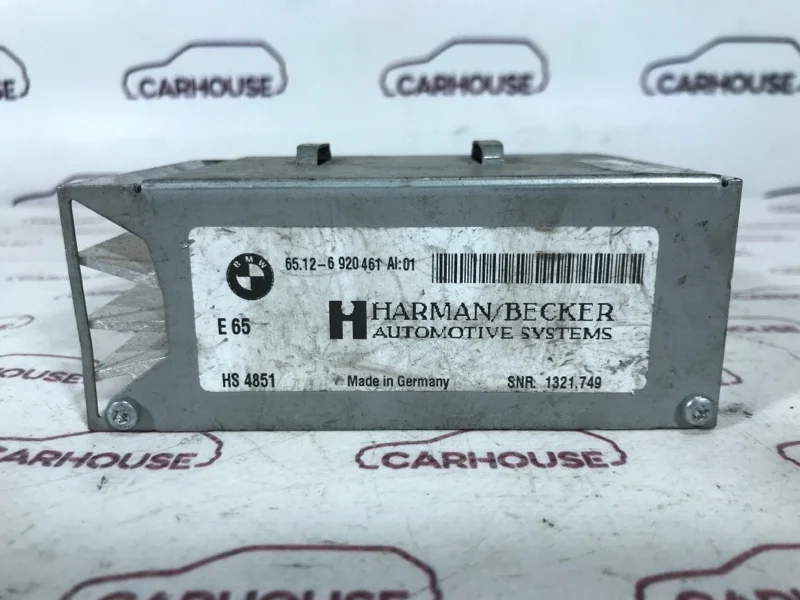 CARHOUSE
CARHOUSE
CARHOUSE
BMW
65.12-6 920 461 AI:01
HARMAN/BECKER
AUTOMOTIVE SYSTEMS
E 65
HS 4851
Made in Germany
SNR. 1321,749
CARHOUSE
CARHOUSE